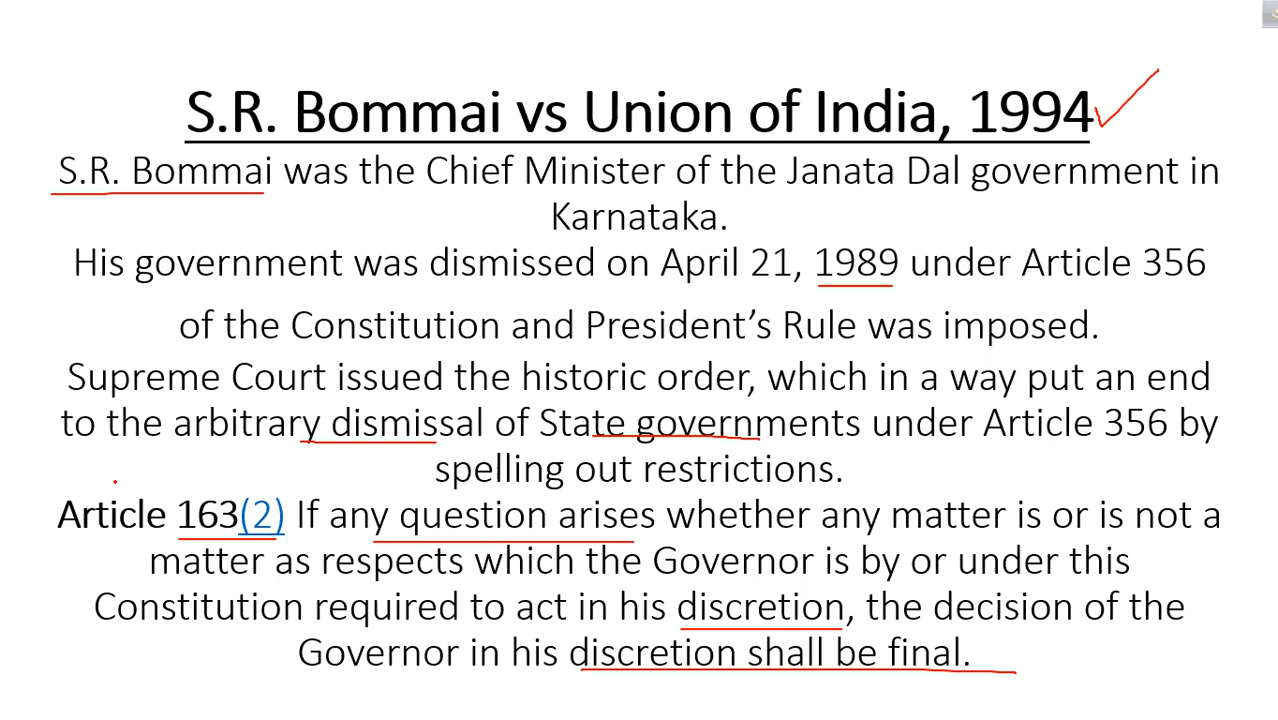 S.R. Bommai vs Union of India, 1994
S.R. Bommai was the Chief Minister of the Janata Dal government in
Karnataka.
His government was dismissed on April 21, 1989 under Article 356
of the Constitution and President’s Rule was imposed.
Supreme Court issued the historic order, which in a way put an end
to the arbitrary dismissal of State governments under Article 356 by
spelling out restrictions.
Article 163(2) If any question arises whether any matter is or is not a
matter as respects which the Governor is by or under this
Constitution required to act in his discretion, the decision of the
Governor in his discretion shall be final.